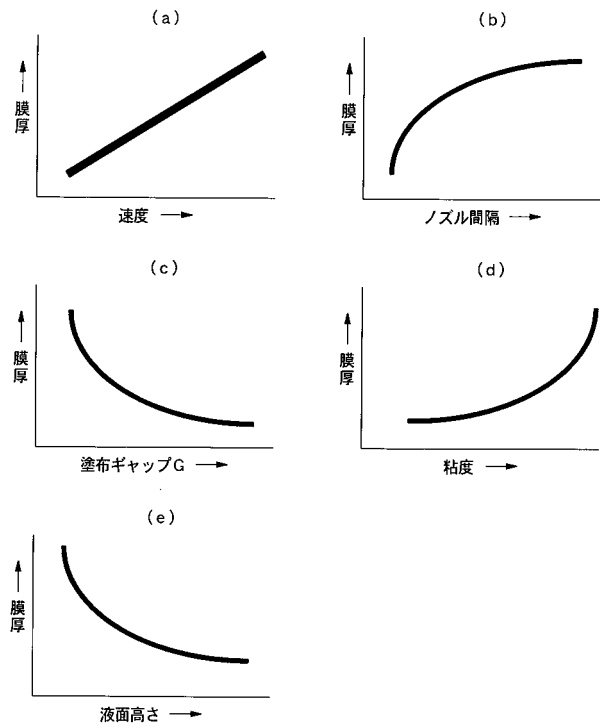 (a)
↑膜厚
速度 →
(b)
↑膜厚
ノズル間隔 →
(c)
↑膜厚
塗布ギャップG →
(d)
↑膜厚
粘度 →
(e)
↑膜厚
液面高さ →